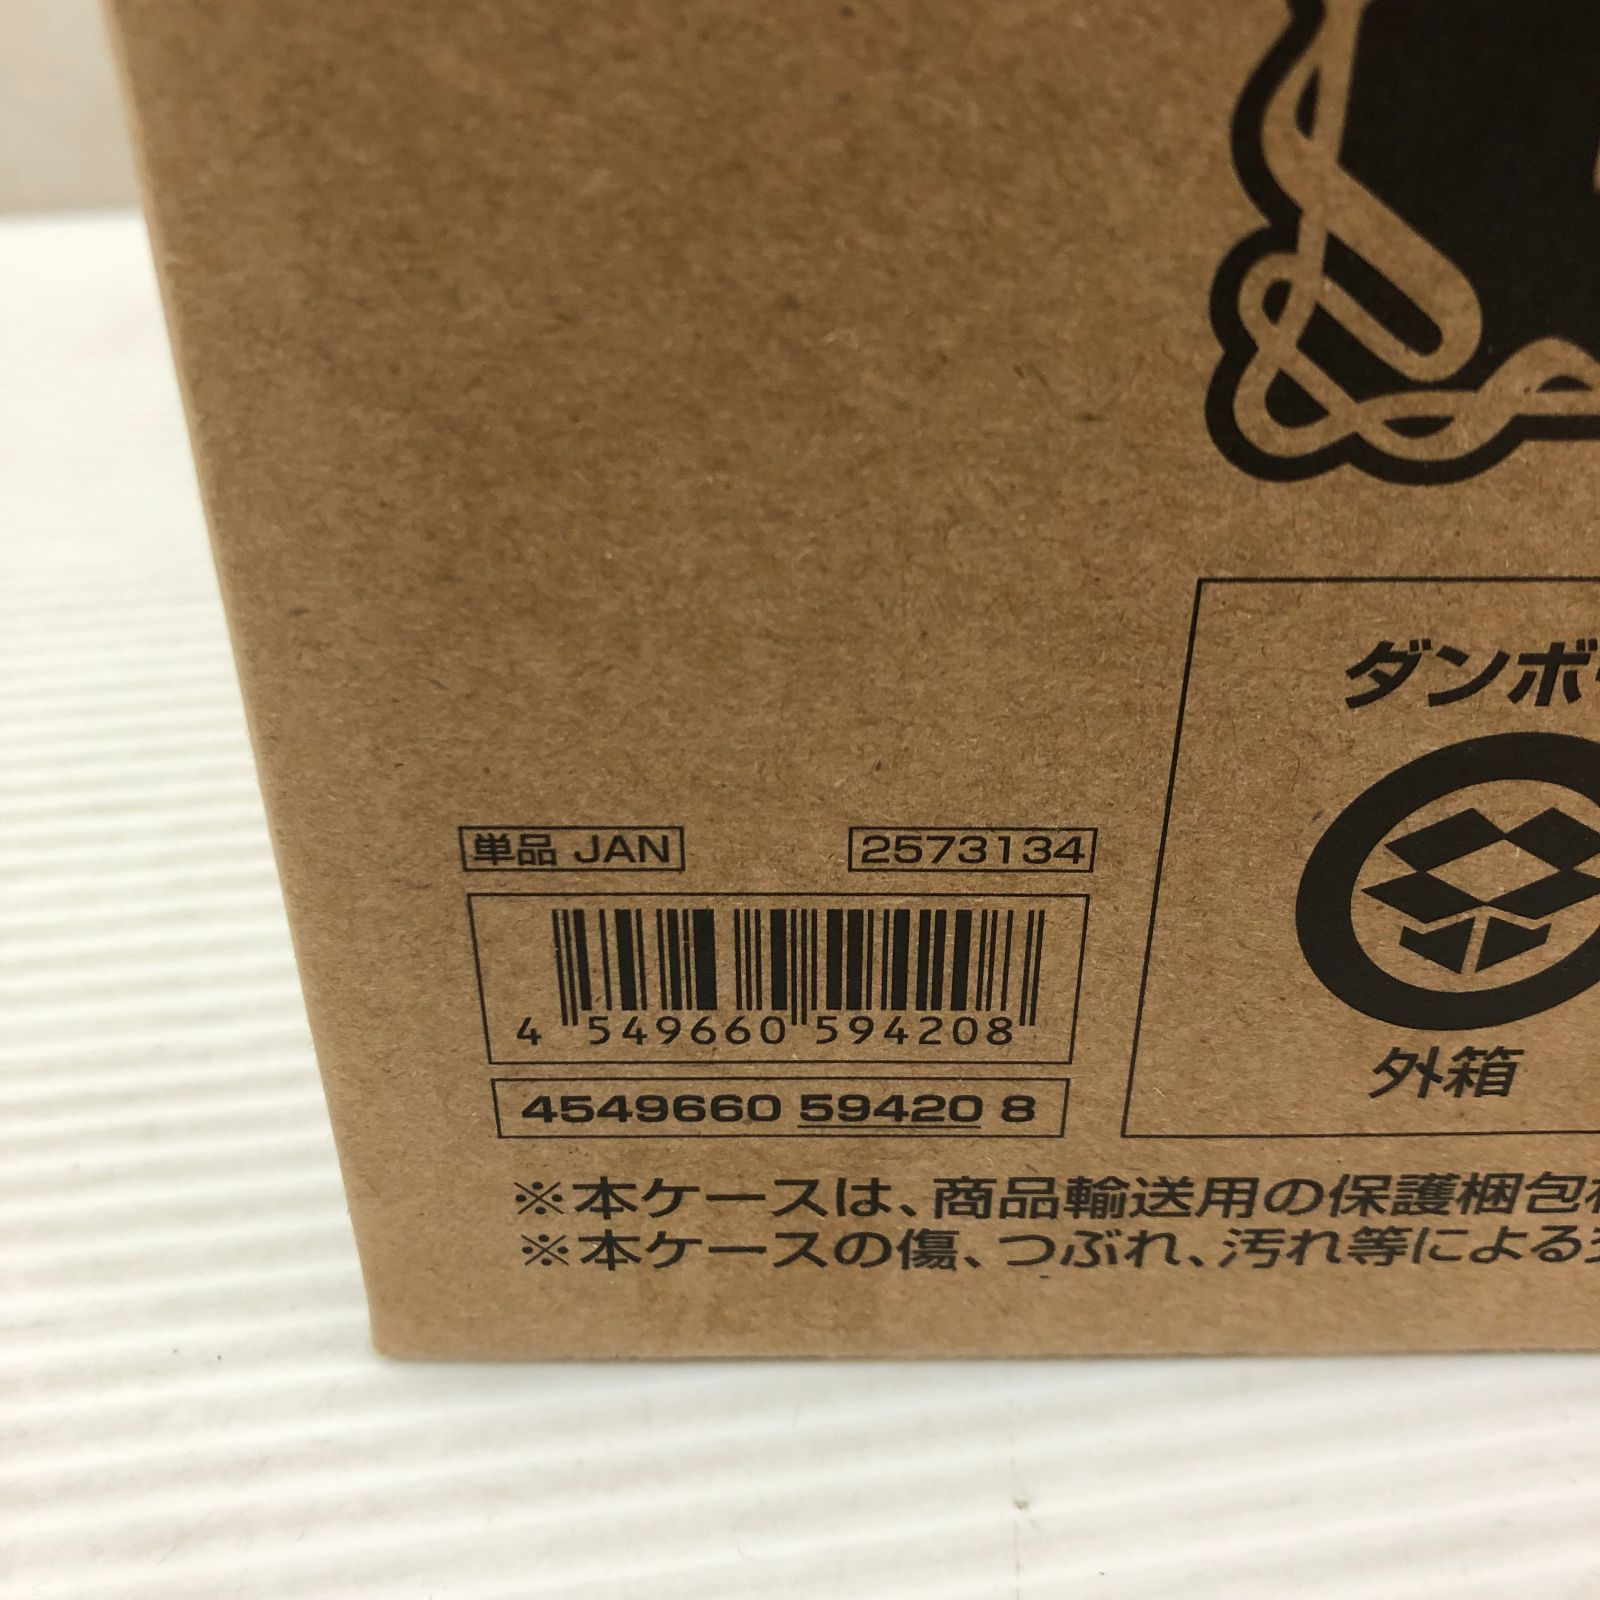 単品 JAN
2573134
4 549660 594208
4549660 59420 8
ダンボ
外箱
※本ケースは、商品輸送用の保護梱包
※本ケースの傷、つぶれ、汚れ等による